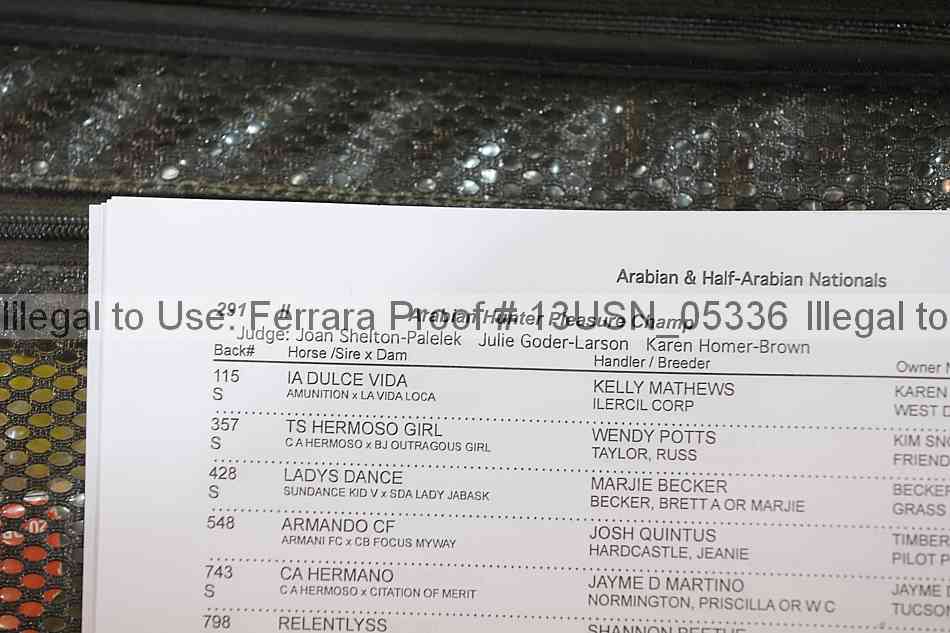 Arabian & Half-Arabian Nationals
Illegal to Use: Ferrara Proof # 13USN_05336 Illegal to
291 Arabian Hunter Pleasure Champ
Judge: Joan Shelton-Palelek Julie Goder-Larson Karen Homer-Brown
Back# Horse /Sire x Dam Handler / Breeder Owner
115 IA DULCE VIDA KELLY MATHEWS KAREN
S AMUNITION x LA VIDA LOCA ILERCIL CORP WEST D
357 TS HERMOSO GIRL WENDY POTTS KIM SNO
S C A HERMOSO x BJ OUTRAGOUS GIRL TAYLOR, RUSS FRIEND
428 LADYS DANCE MARJIE BECKER BECKER
S SUNDANCE KID V x SDA LADY JABASK BECKER, BRETT A OR MARJIE GRASS
548 ARMANDO CF JOSH QUINTUS TIMBER
ARMANI FC x CB FOCUS MYWAY HARDCASTLE, JEANIE PILOT P
743 CA HERMANO JAYME D MARTINO JAYME D
S C A HERMOSO x CITATION OF MERIT NORMINGTON, PRISCILLA OR W C TUCSO
798 RELENTLYSS SHANNON BEETHE